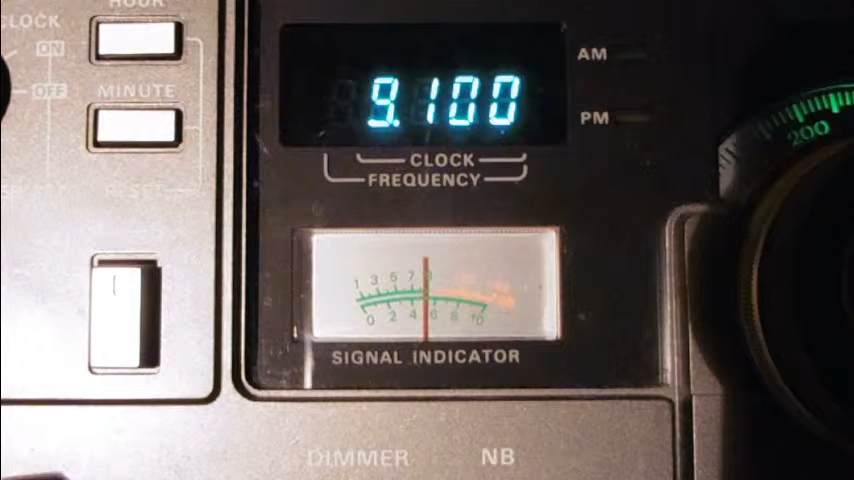 HOUR
CLOCK
ON
OFF
MINUTE
RESET
9.100
AM
PM
CLOCK
FREQUENCY
200
1 3 5 7 9
0 2 4 6 8 10
SIGNAL INDICATOR
DIMMER
NB